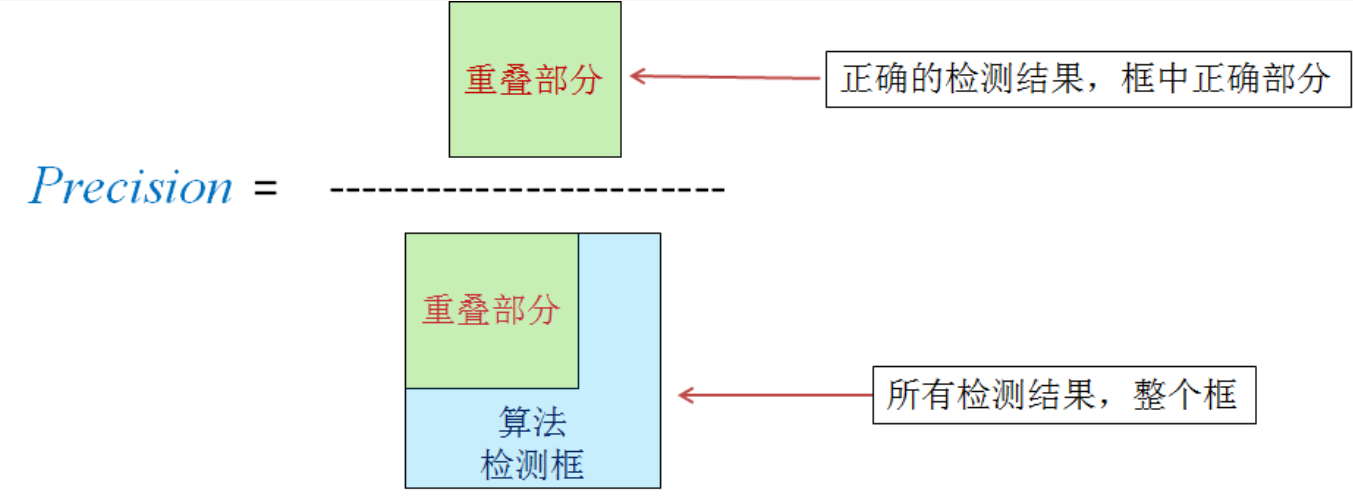 重叠部分
正确的检测结果，框中正确部分
Precision = ------------------------
重叠部分
算法
检测框
所有检测结果，整个框